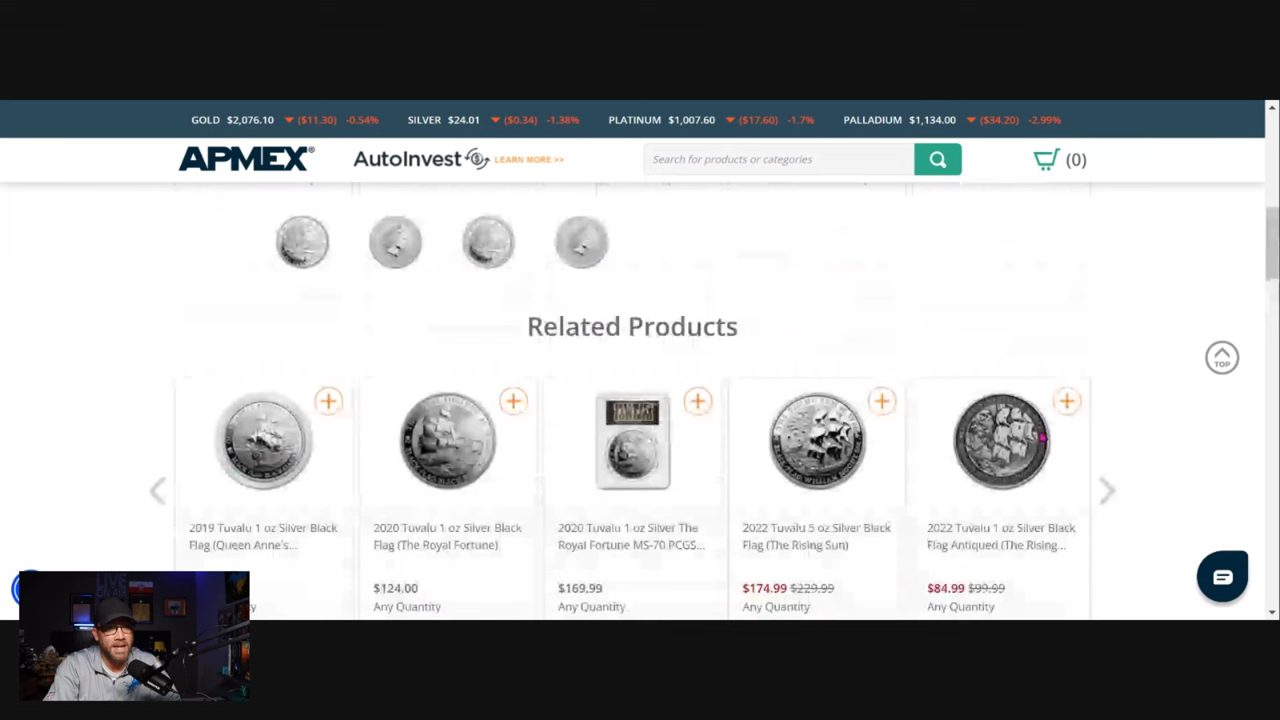 GOLD $2,076.10 ($11.30) -0.54% SILVER $24.01 ($0.34) -1.38% PLATINUM $1,007.60 ($17.60) -1.7% PALLADIUM $1,134.00 ($34.20) -2.99%
APMEX® AutoInvest LEARN MORE >> Search for products or categories (0)
Related Products
TOP
2019 Tuvalu 1 oz Silver Black
Flag (Queen Anne's...
2020 Tuvalu 1 oz Silver Black
Flag (The Royal Fortune)
$124.00
Any Quantity
2020 Tuvalu 1 oz Silver The
Royal Fortune MS-70 PCGS...
$169.99
Any Quantity
2022 Tuvalu 5 oz Silver Black
Flag (The Rising Sun)
$174.99 $229.99
Any Quantity
2022 Tuvalu 1 oz Silver Black
Flag Antiqued (The Rising...
$84.99 $99.99
Any Quantity
LIVE
ON AIR